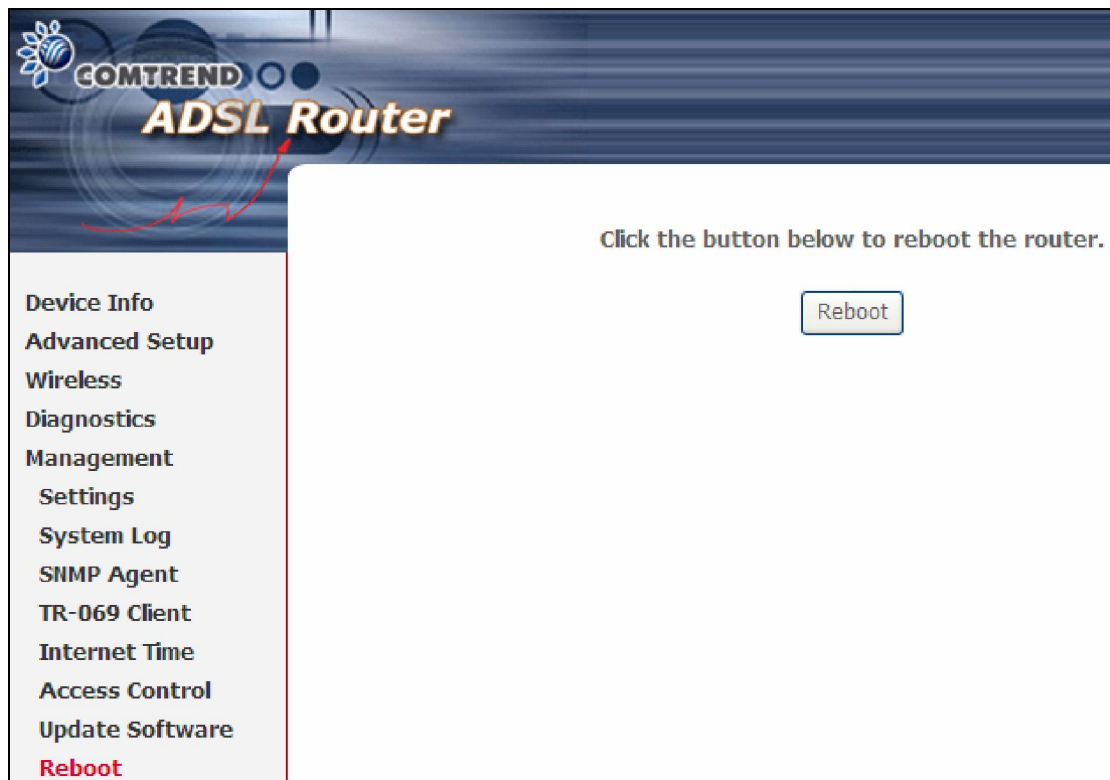 COMTREND
ADSL Router
Click the button below to reboot the router.
Reboot
Device Info
Advanced Setup
Wireless
Diagnostics
Management
Settings
System Log
SNMP Agent
TR-069 Client
Internet Time
Access Control
Update Software
Reboot